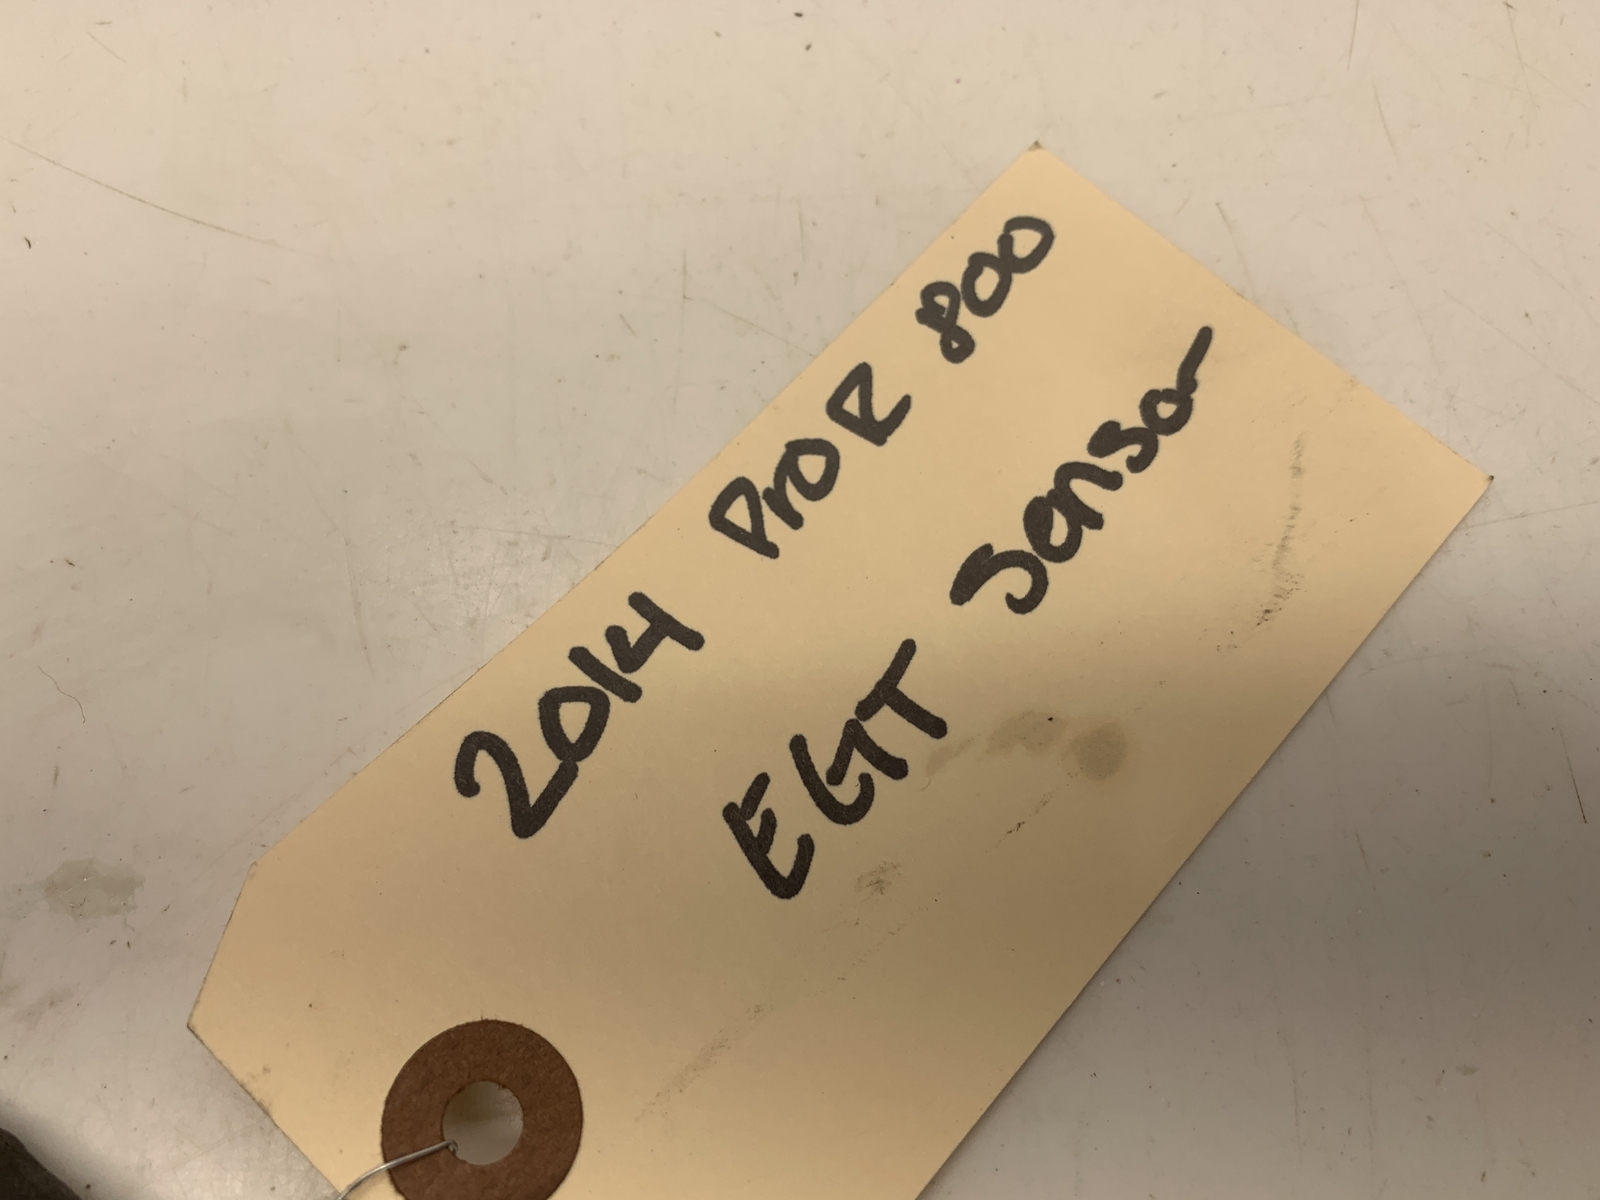 2014 Pro R 800
EGT Sensor